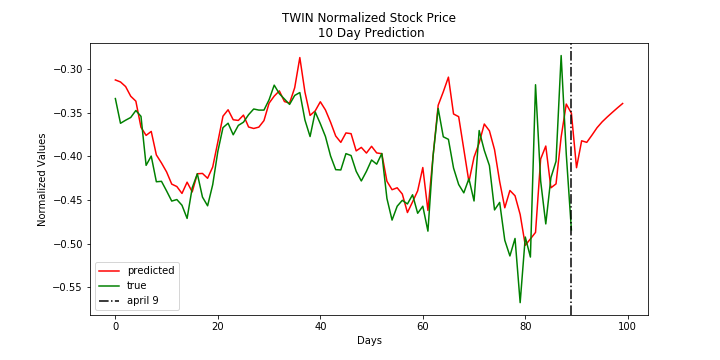 TWIN Normalized Stock Price
10 Day Prediction
Normalized Values
−0.30
−0.35
−0.40
−0.45
−0.50
−0.55
predicted
true
april 9
0
20
40
60
80
100
Days